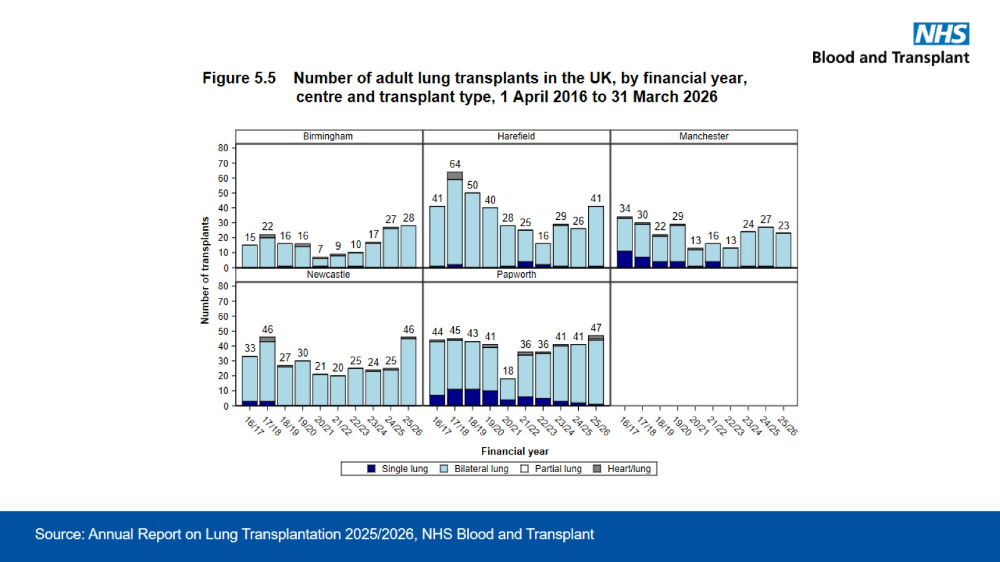 NHS
Blood and Transplant
Figure 5.5 Number of adult lung transplants in the UK, by financial year,
centre and transplant type, 1 April 2016 to 31 March 2026
Birmingham Harefield Manchester
Number of transplants
80
70
60
50
40
30
20
10
0
15 22 16 16 7 9 10 17 27 28
41 64 50 40 28 25 16 29 26 41
34 30 22 29 13 16 13 24 27 23
Newcastle Papworth
80
70
60
50
40
30
20
10
0
33 46 27 30 21 20 25 24 25 46
44 45 43 41 18 36 36 41 41 47
16/17 17/18 18/19 19/20 20/21 21/22 22/23 23/24 24/25 25/26
16/17 17/18 18/19 19/20 20/21 21/22 22/23 23/24 24/25 25/26
16/17 17/18 18/19 19/20 20/21 21/22 22/23 23/24 24/25 25/26
Financial year
Single lung Bilateral lung Partial lung Heart/lung
Source: Annual Report on Lung Transplantation 2025/2026, NHS Blood and Transplant